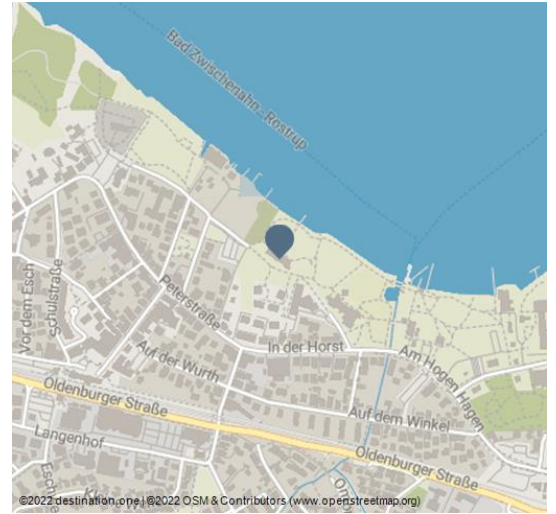 Bad Zwischenahn - Rostrup
Vor dem Esch
Schulstraße
Peterstraße
In der Horst
Am Hogen Hagen
Auf der Wurth
Oldenburger Straße
Auf dem Winkel
Langenhof
Oldenburger Straße
©2022 destination.one | ©2022 OSM & Contributors (www.openstreetmap.org)